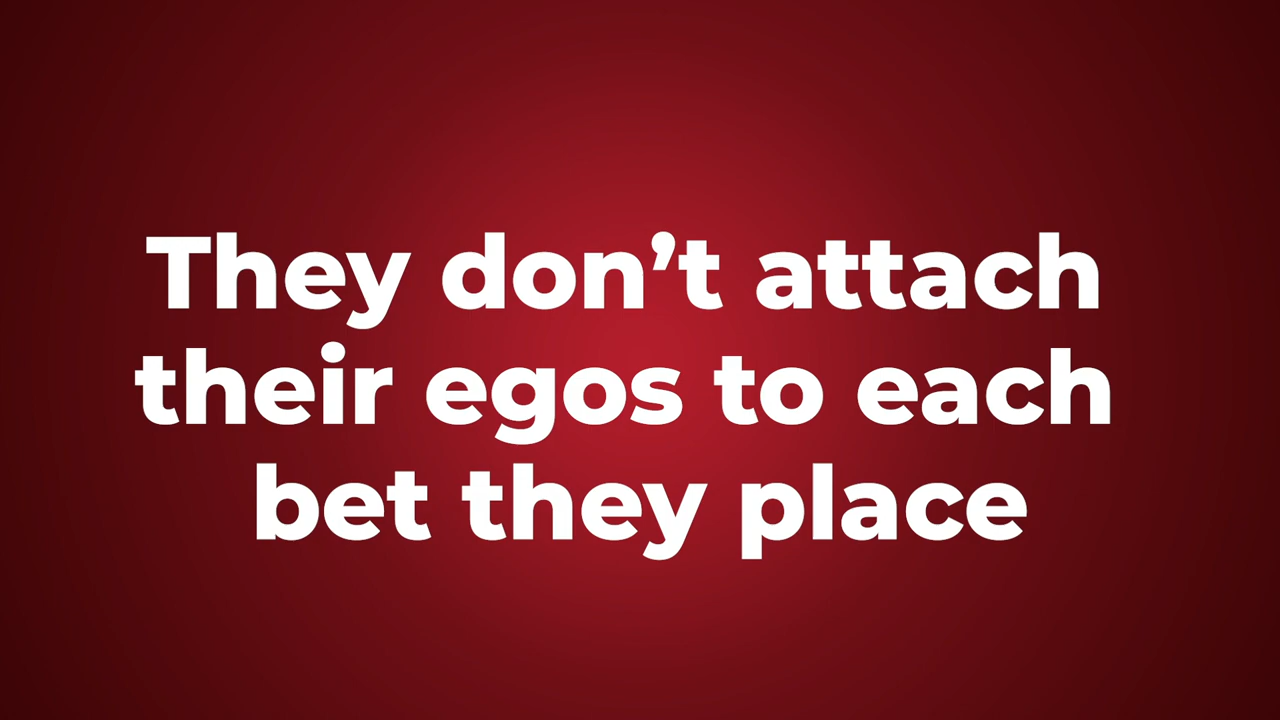 They don’t attach
their egos to each
bet they place